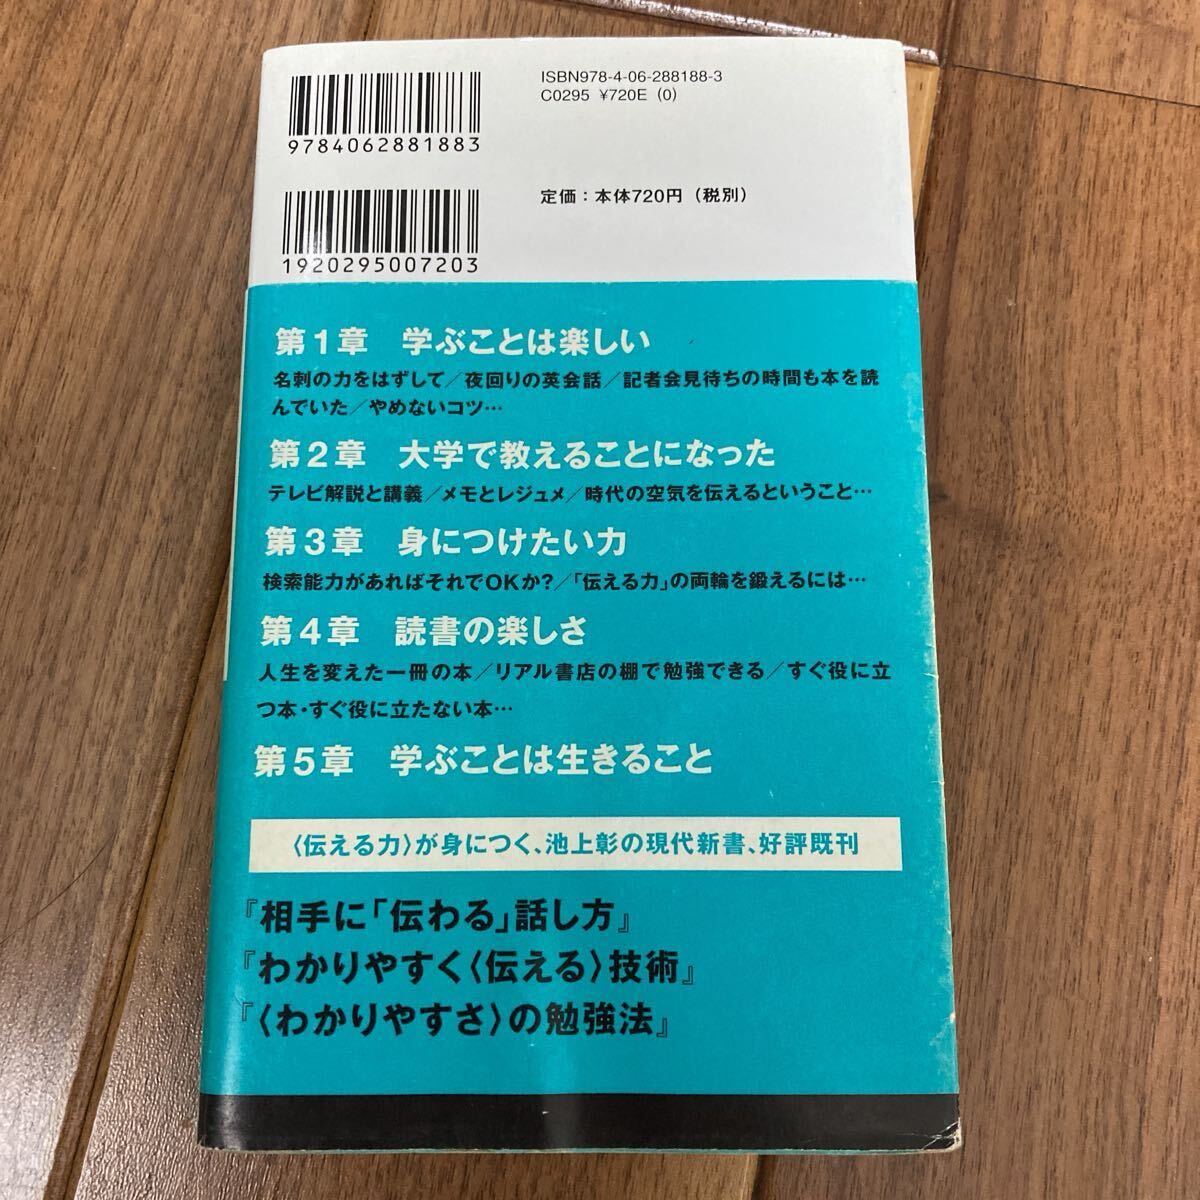 ISBN978-4-06-288188-3
C0295 ¥720E (0)
9784062881883
定価：本体720円（税別）
1920295007203
第1章　学ぶことは楽しい
名刺の力をはずして／夜回りの英会話／記者会見待ちの時間も本を読
んでいた／やめないコツ…
第2章　大学で教えることになった
テレビ解説と講義／メモとレジュメ／時代の空気を伝えるということ…
第3章　身につけたい力
検索能力があればそれでOKか?／「伝える力」の両輪を鍛えるには…
第4章　読書の楽しさ
人生を変えた一冊の本／リアル書店の棚で勉強できる／すぐ役に立
つ本・すぐ役に立たない本…
第5章　学ぶことは生きること
〈伝える力〉が身につく、池上彰の現代新書、好評既刊
『相手に「伝わる」話し方』
『わかりやすく〈伝える〉技術』
『〈わかりやすさ〉の勉強法』